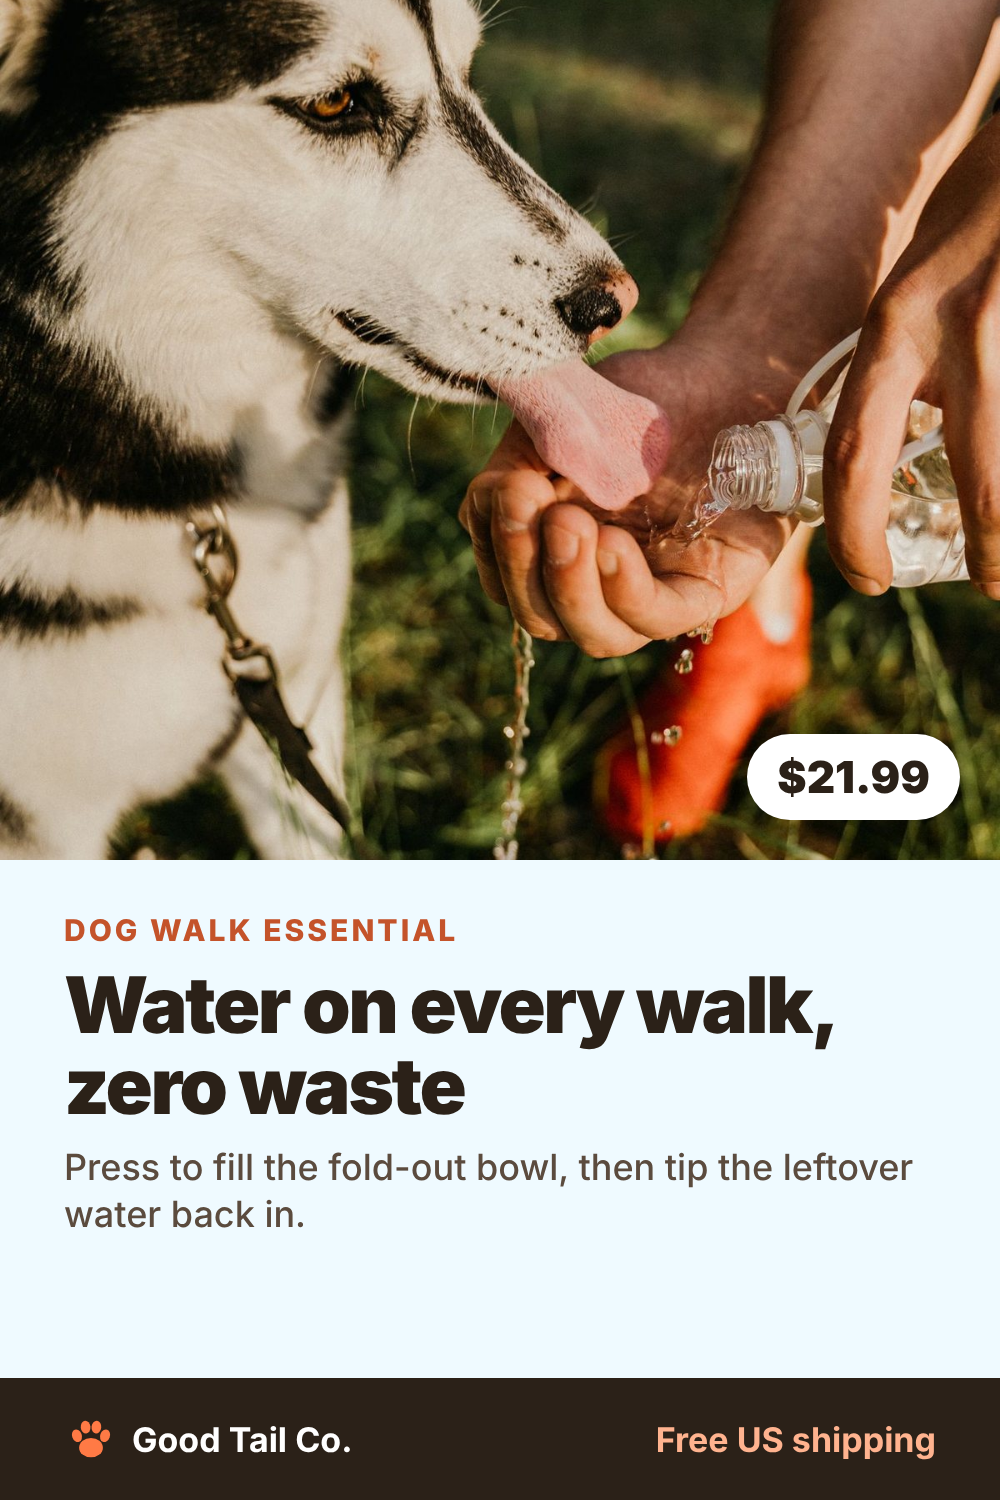 $21.99
DOG WALK ESSENTIAL
Water on every walk,
zero waste
Press to fill the fold-out bowl, then tip the leftover
water back in.
Good Tail Co.
Free US shipping